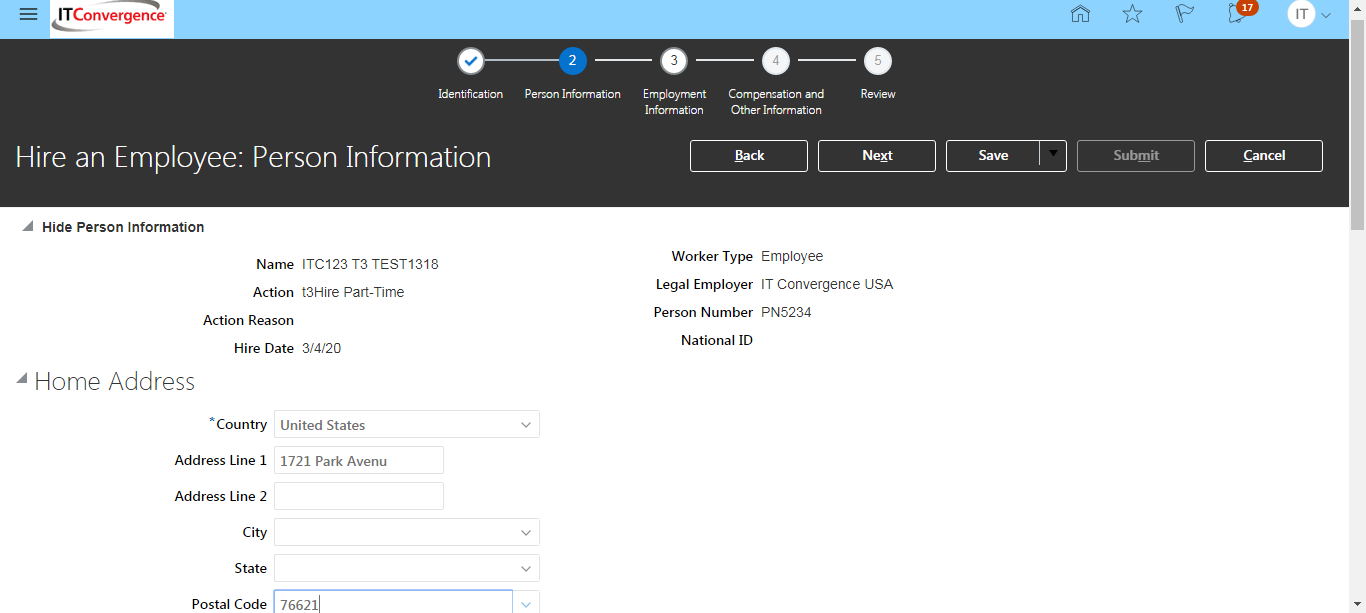 ITConvergence
17
IT
2
3
4
5
Identification
Person Information
Employment
Information
Compensation and
Other Information
Review
Hire an Employee: Person Information
Back
Next
Save
Submit
Cancel
Hide Person Information
Name ITC123 T3 TEST1318
Action t3Hire Part-Time
Action Reason
Hire Date 3/4/20
Worker Type Employee
Legal Employer IT Convergence USA
Person Number PN5234
National ID
Home Address
*Country United States
Address Line 1 1721 Park Avenu
Address Line 2
City
State
Postal Code 76621